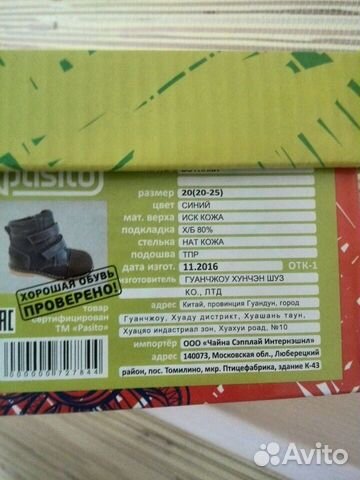 pasito
размер 20(20-25)
цвет СИНИЙ
мат. верха ИСК КОЖА
подкладка Х/Б 80%
стелька НАТ КОЖА
подошва ТПР
дата изгот. 11.2016 ОТК-1
изготовитель ГУАНЧЖОУ ХУНЧЭН ШУЗ
КО., ЛТД
адрес Китай, провинция Гуандун, город
Гуанчжоу, Хуаду дистрикт, Хуашань таун,
Хуацяо индастриал зон, Хуахуи роад, №10
импортёр ООО «Чайна Сэпплай Интернэшнл»
адрес 140073, Московская обл., Люберецкий
район, пос. Томилино, мкр. Птицефабрика, здание К-43
ХОРОШАЯ ОБУВЬ
ПРОВЕРЕНО!
товар
сертифицирован
ТМ «Pasito»
0000000727844
Avito